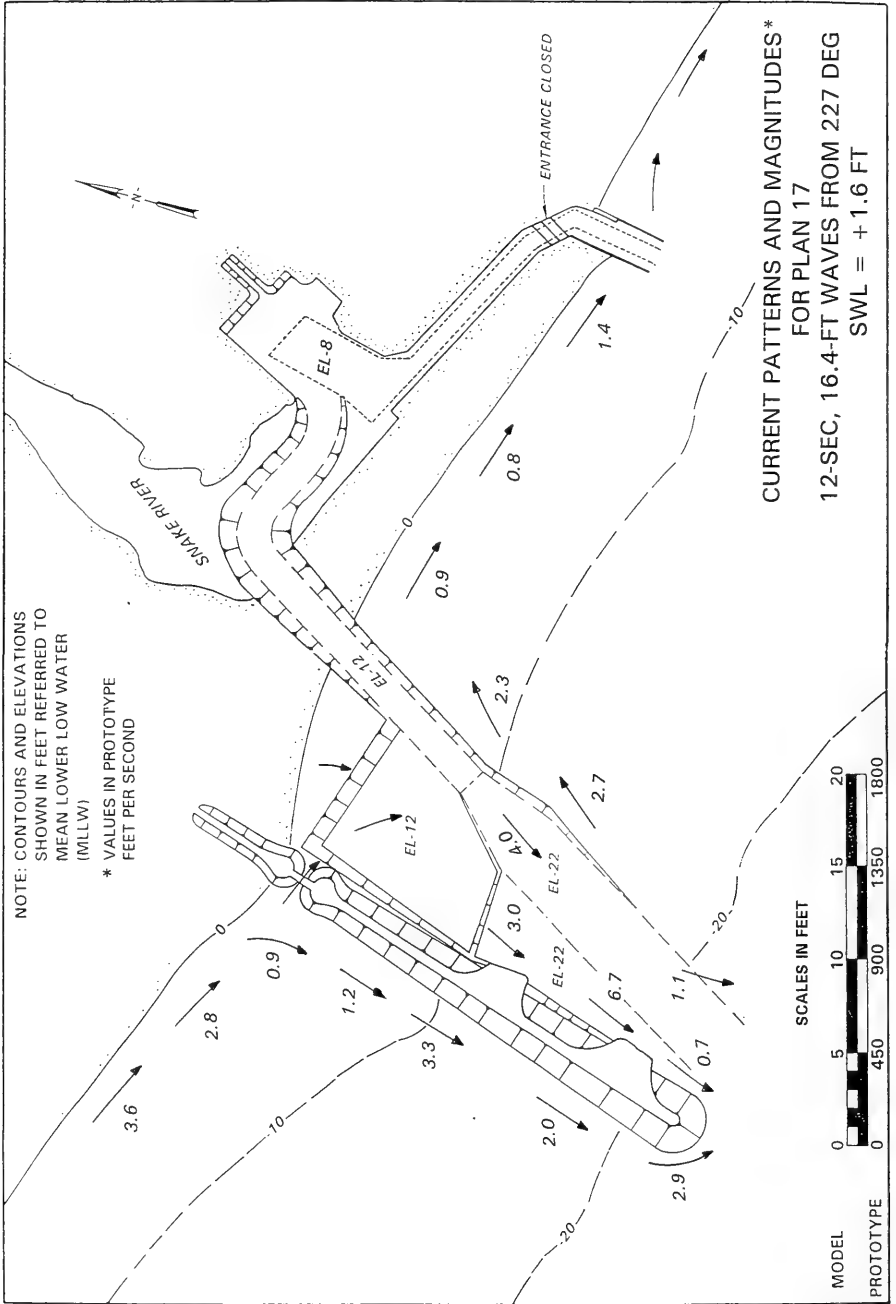 NOTE: CONTOURS AND ELEVATIONS
SHOWN IN FEET REFERRED TO
MEAN LOWER LOW WATER
(MLLW)
* VALUES IN PROTOTYPE
FEET PER SECOND
SNAKE RIVER
-N-
EL-8
ENTRANCE CLOSED
EL-12
EL-12
EL-22
EL-22
0
0
-10
-10
-20
-20
3.6
2.8
0.9
1.2
3.3
2.0
2.9
0.7
6.7
3.0
4.0
1.1
2.7
2.3
0.9
0.8
1.4
SCALES IN FEET
MODEL 0 5 10 15 20
PROTOTYPE 0 450 900 1350 1800
CURRENT PATTERNS AND MAGNITUDES*
FOR PLAN 17
12-SEC, 16.4-FT WAVES FROM 227 DEG
SWL = +1.6 FT